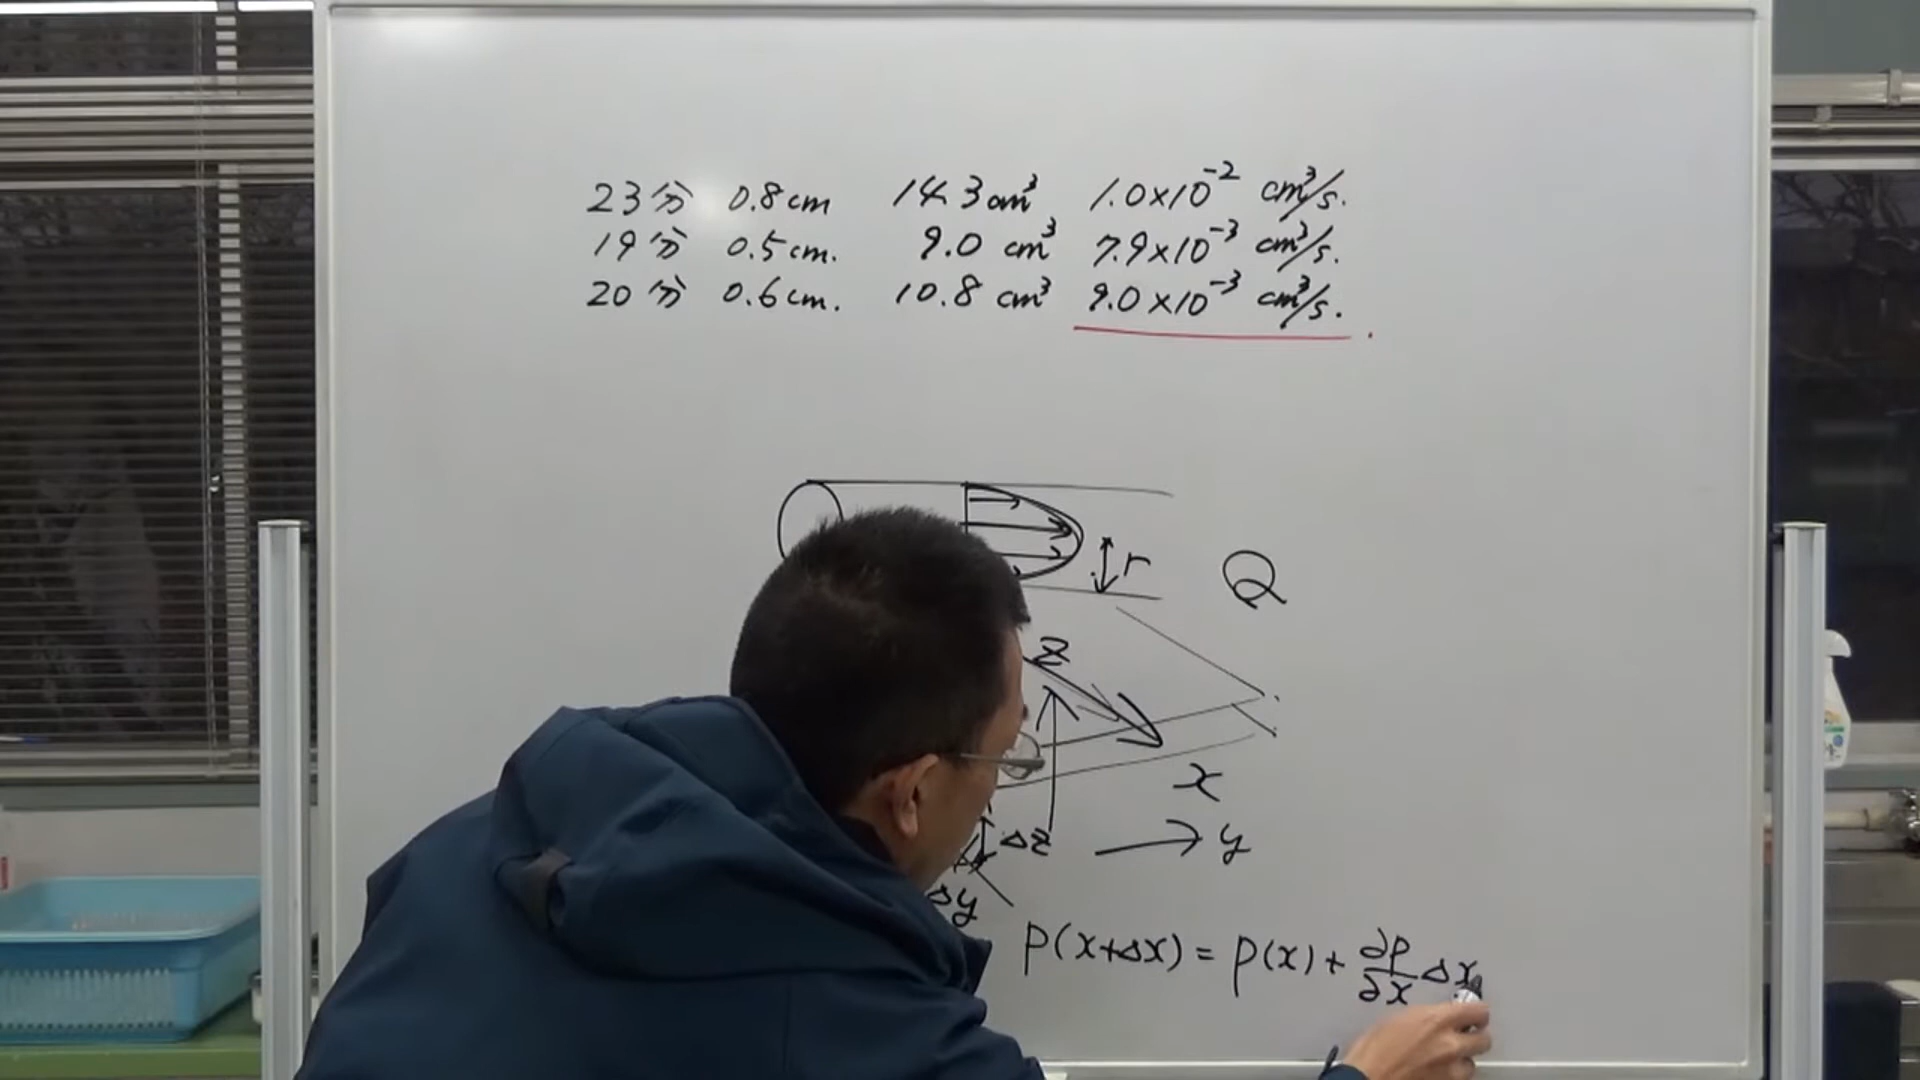 23分 0.8cm 14.3cm³ 1.0×10⁻² cm³/s.
19分 0.5cm. 9.0 cm³ 7.9×10⁻³ cm³/s.
20分 0.6cm. 10.8 cm³ 9.0×10⁻³ cm³/s.
r
Q
z
x
Δz
y
Δy
P(x+Δx) = P(x) + ∂P/∂x Δx